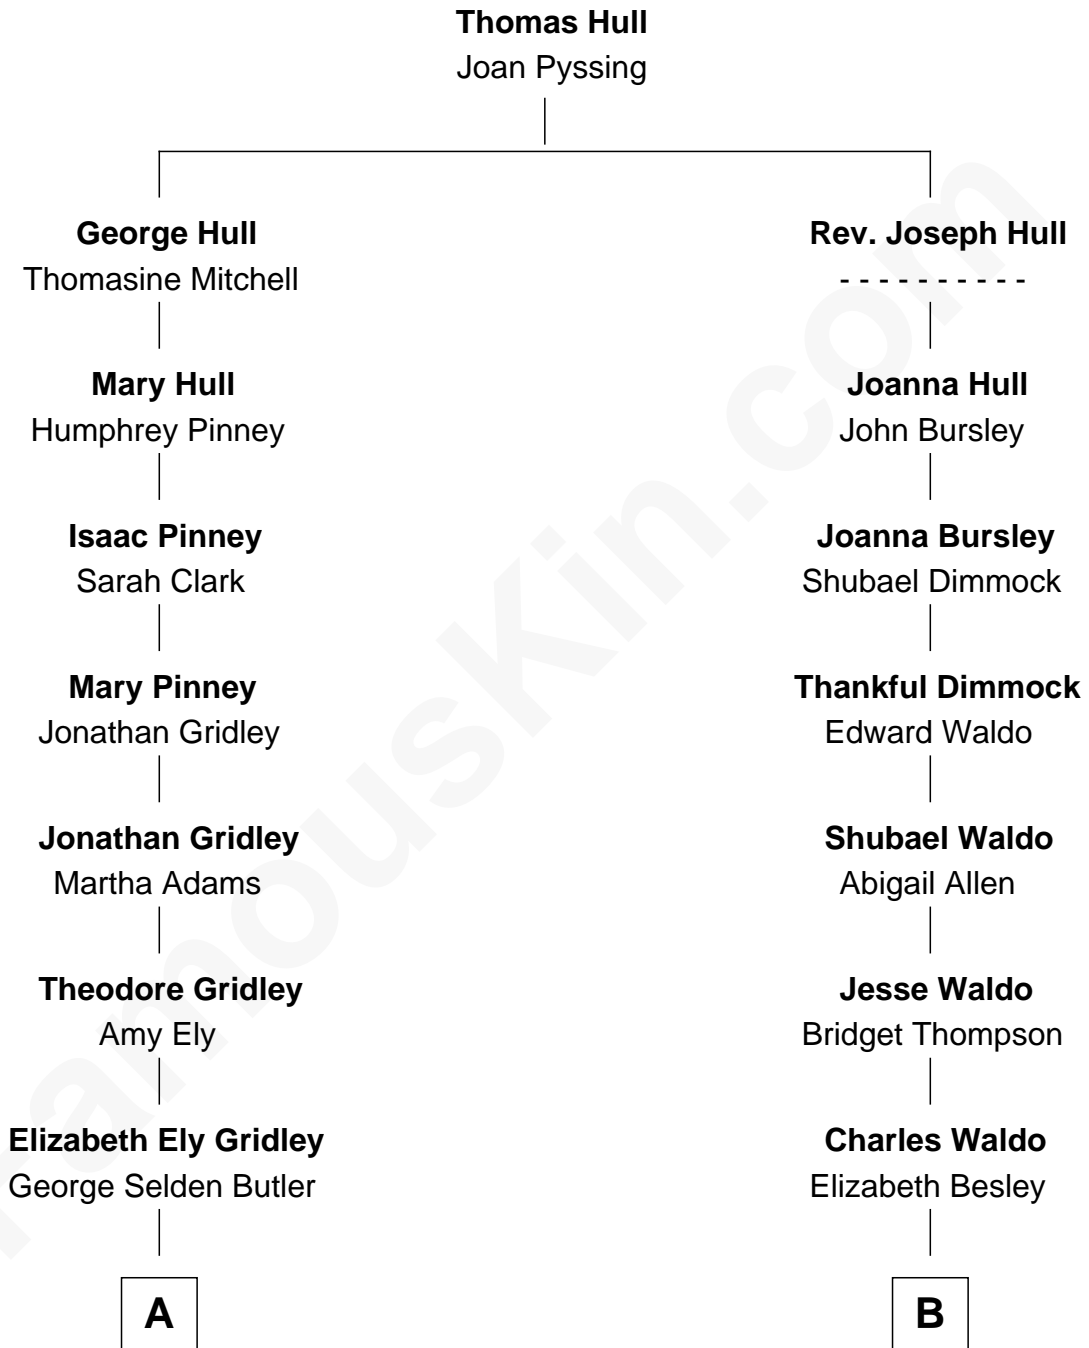 Thomas Hull
Joan Pyssing
George Hull
Thomasine Mitchell
Rev. Joseph Hull
- - - - - - - - - -
Mary Hull
Humphrey Pinney
Joanna Hull
John Bursley
Isaac Pinney
Sarah Clark
Joanna Bursley
Shubael Dimmock
Mary Pinney
Jonathan Gridley
Thankful Dimmock
Edward Waldo
Jonathan Gridley
Martha Adams
Shubael Waldo
Abigail Allen
Theodore Gridley
Amy Ely
Jesse Waldo
Bridget Thompson
Elizabeth Ely Gridley
George Selden Butler
Charles Waldo
Elizabeth Besley
A
B
FamousKin.com